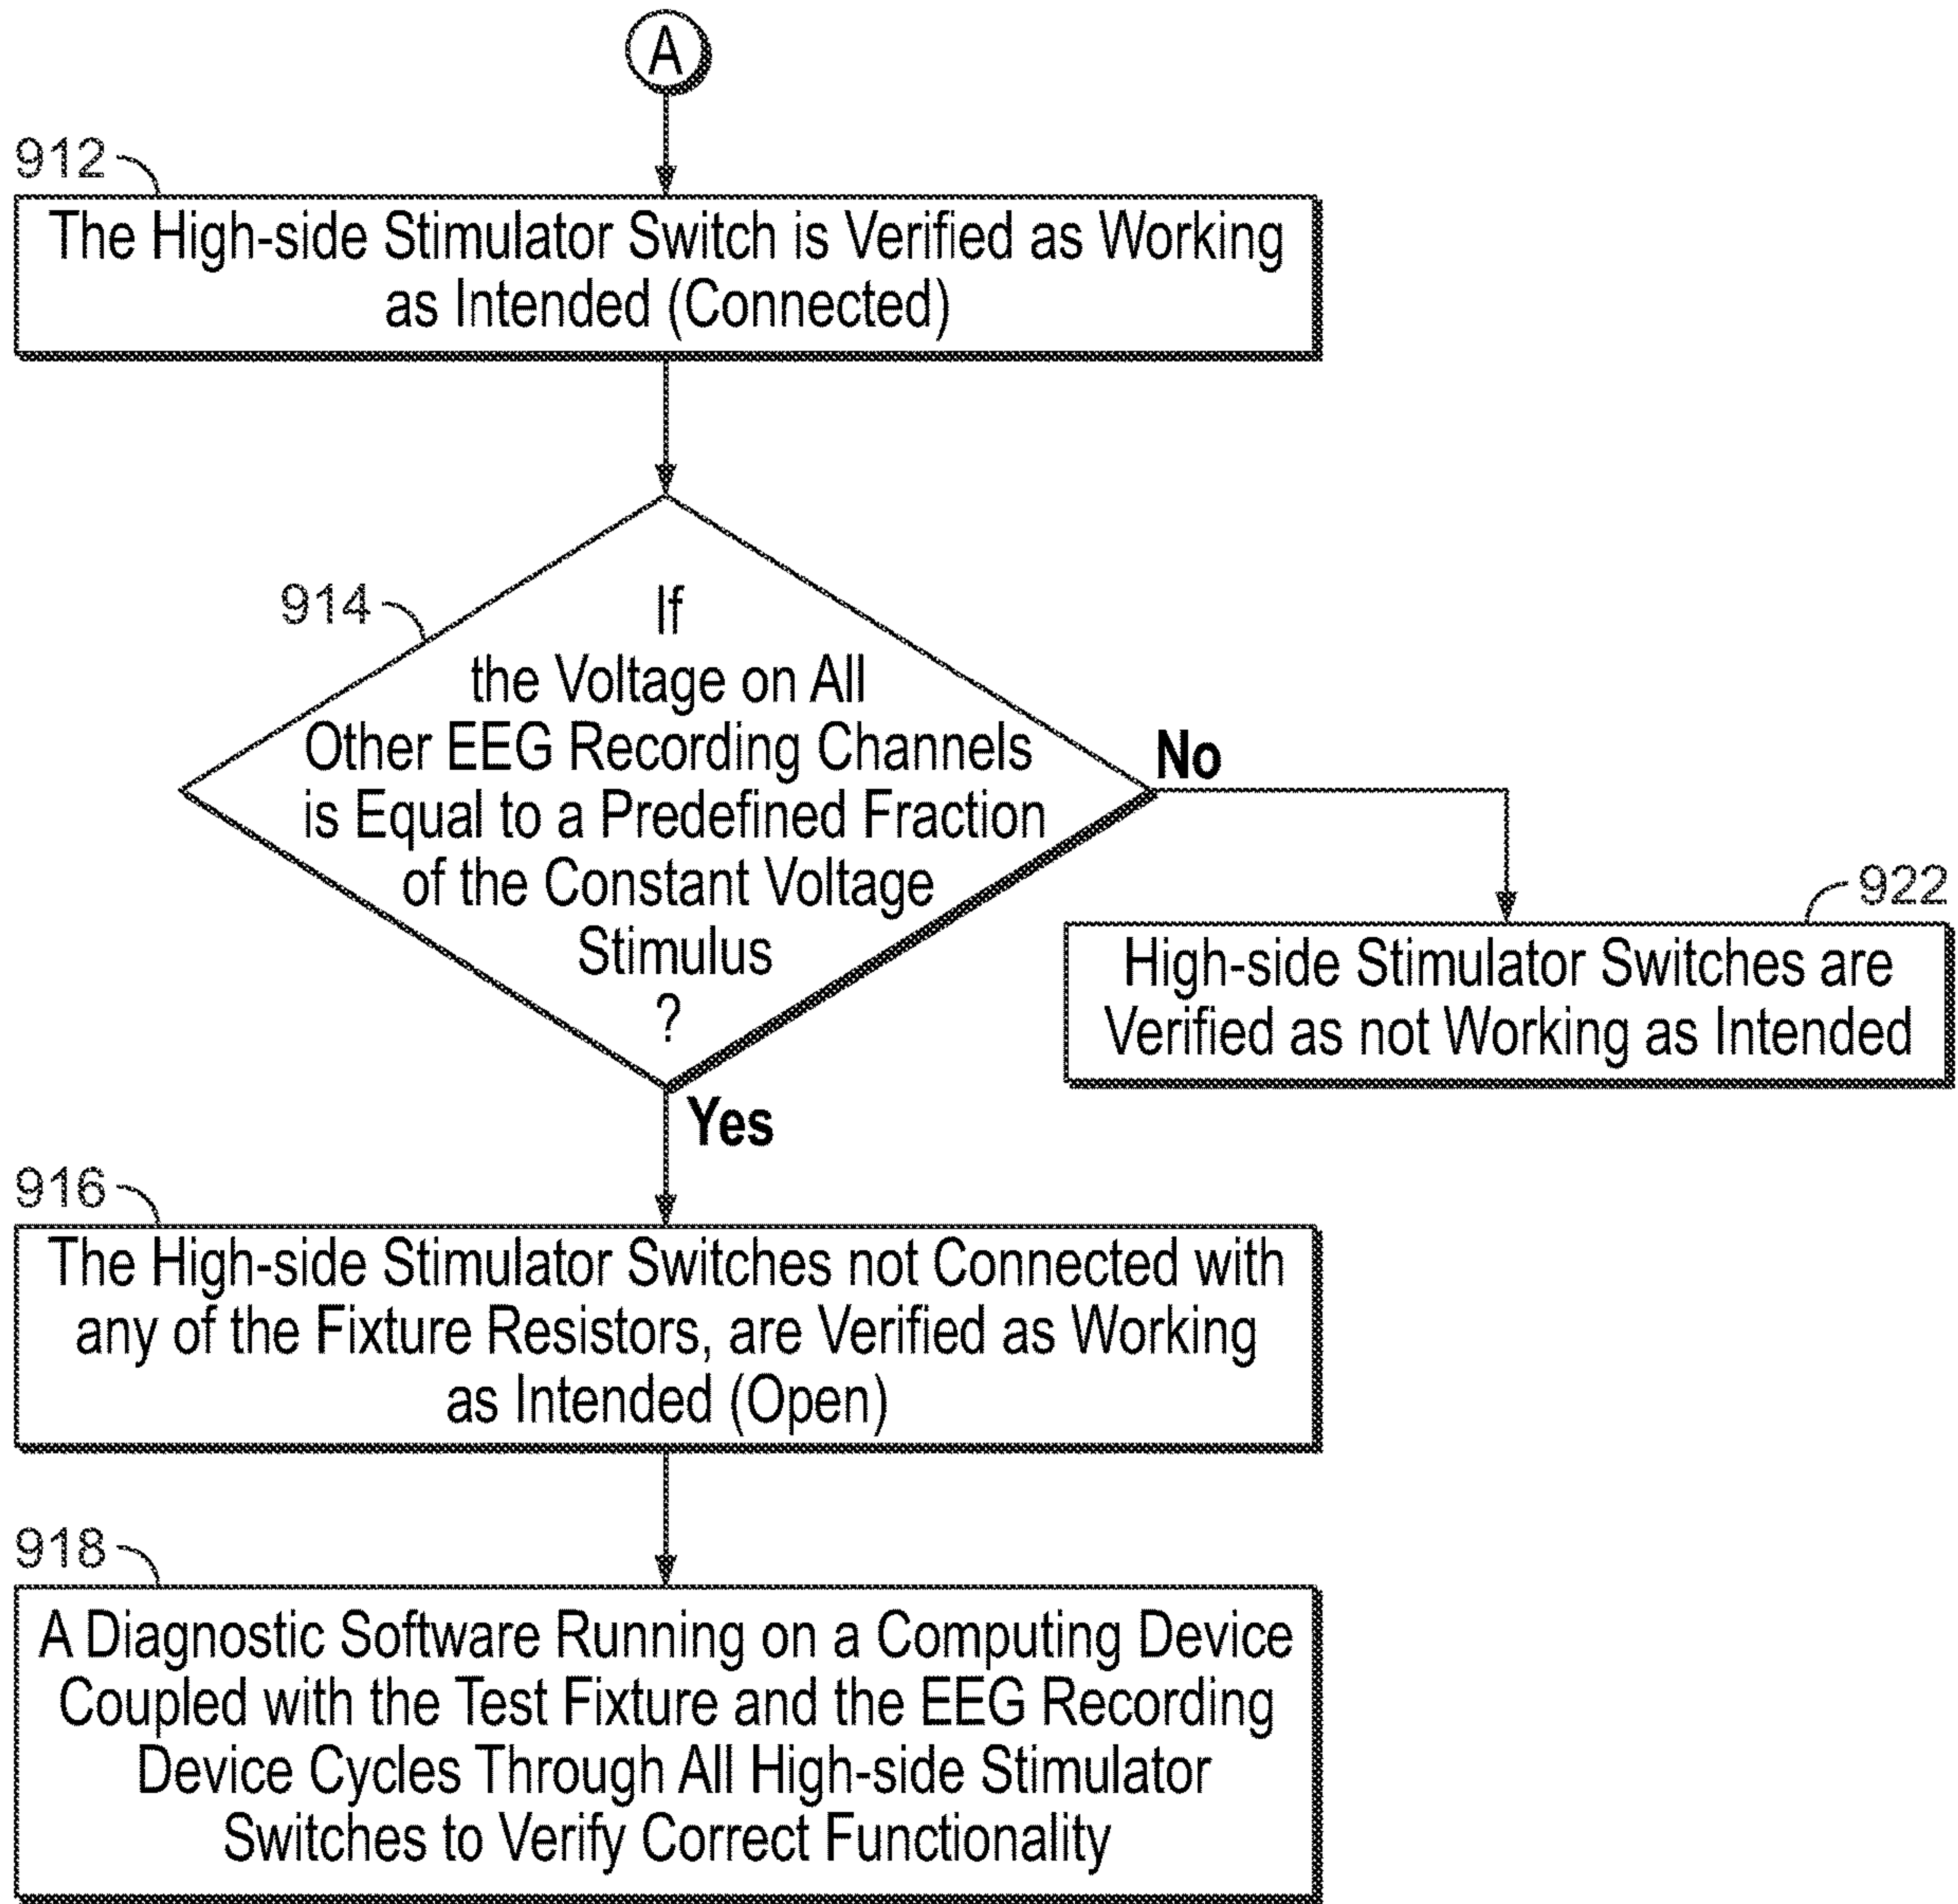 A
912
The High-side Stimulator Switch is Verified as Working
as Intended (Connected)
914
If
the Voltage on All
Other EEG Recording Channels
is Equal to a Predefined Fraction
of the Constant Voltage
Stimulus
?
No
922
High-side Stimulator Switches are
Verified as not Working as Intended
Yes
916
The High-side Stimulator Switches not Connected with
any of the Fixture Resistors, are Verified as Working
as Intended (Open)
918
A Diagnostic Software Running on a Computing Device
Coupled with the Test Fixture and the EEG Recording
Device Cycles Through All High-side Stimulator
Switches to Verify Correct Functionality